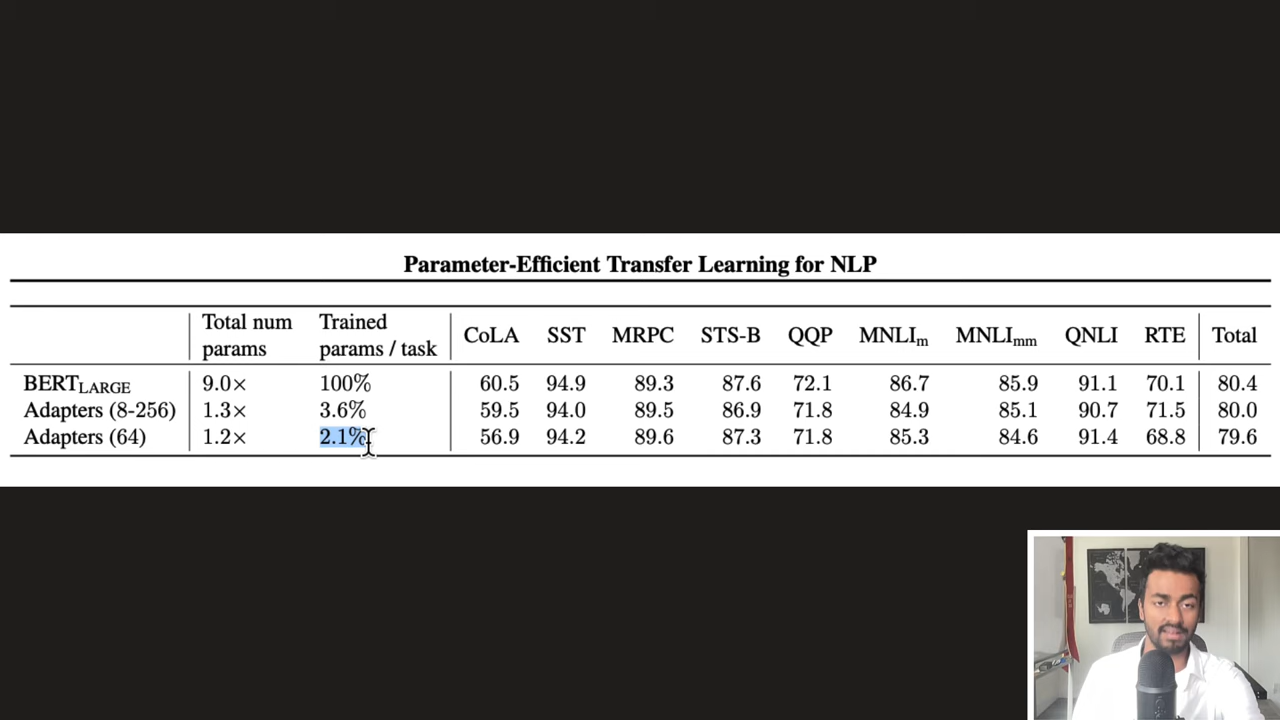 Parameter-Efficient Transfer Learning for NLP
Total num params Trained params / task CoLA SST MRPC STS-B QQP MNLIm MNLImm QNLI RTE Total
BERTLARGE 9.0× 100% 60.5 94.9 89.3 87.6 72.1 86.7 85.9 91.1 70.1 80.4
Adapters (8-256) 1.3× 3.6% 59.5 94.0 89.5 86.9 71.8 84.9 85.1 90.7 71.5 80.0
Adapters (64) 1.2× 2.1% 56.9 94.2 89.6 87.3 71.8 85.3 84.6 91.4 68.8 79.6